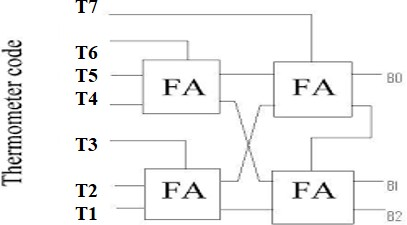 Thermometer code
T7
T6
T5
T4
T3
T2
T1
FA
FA
FA
FA
B0
B1
B2